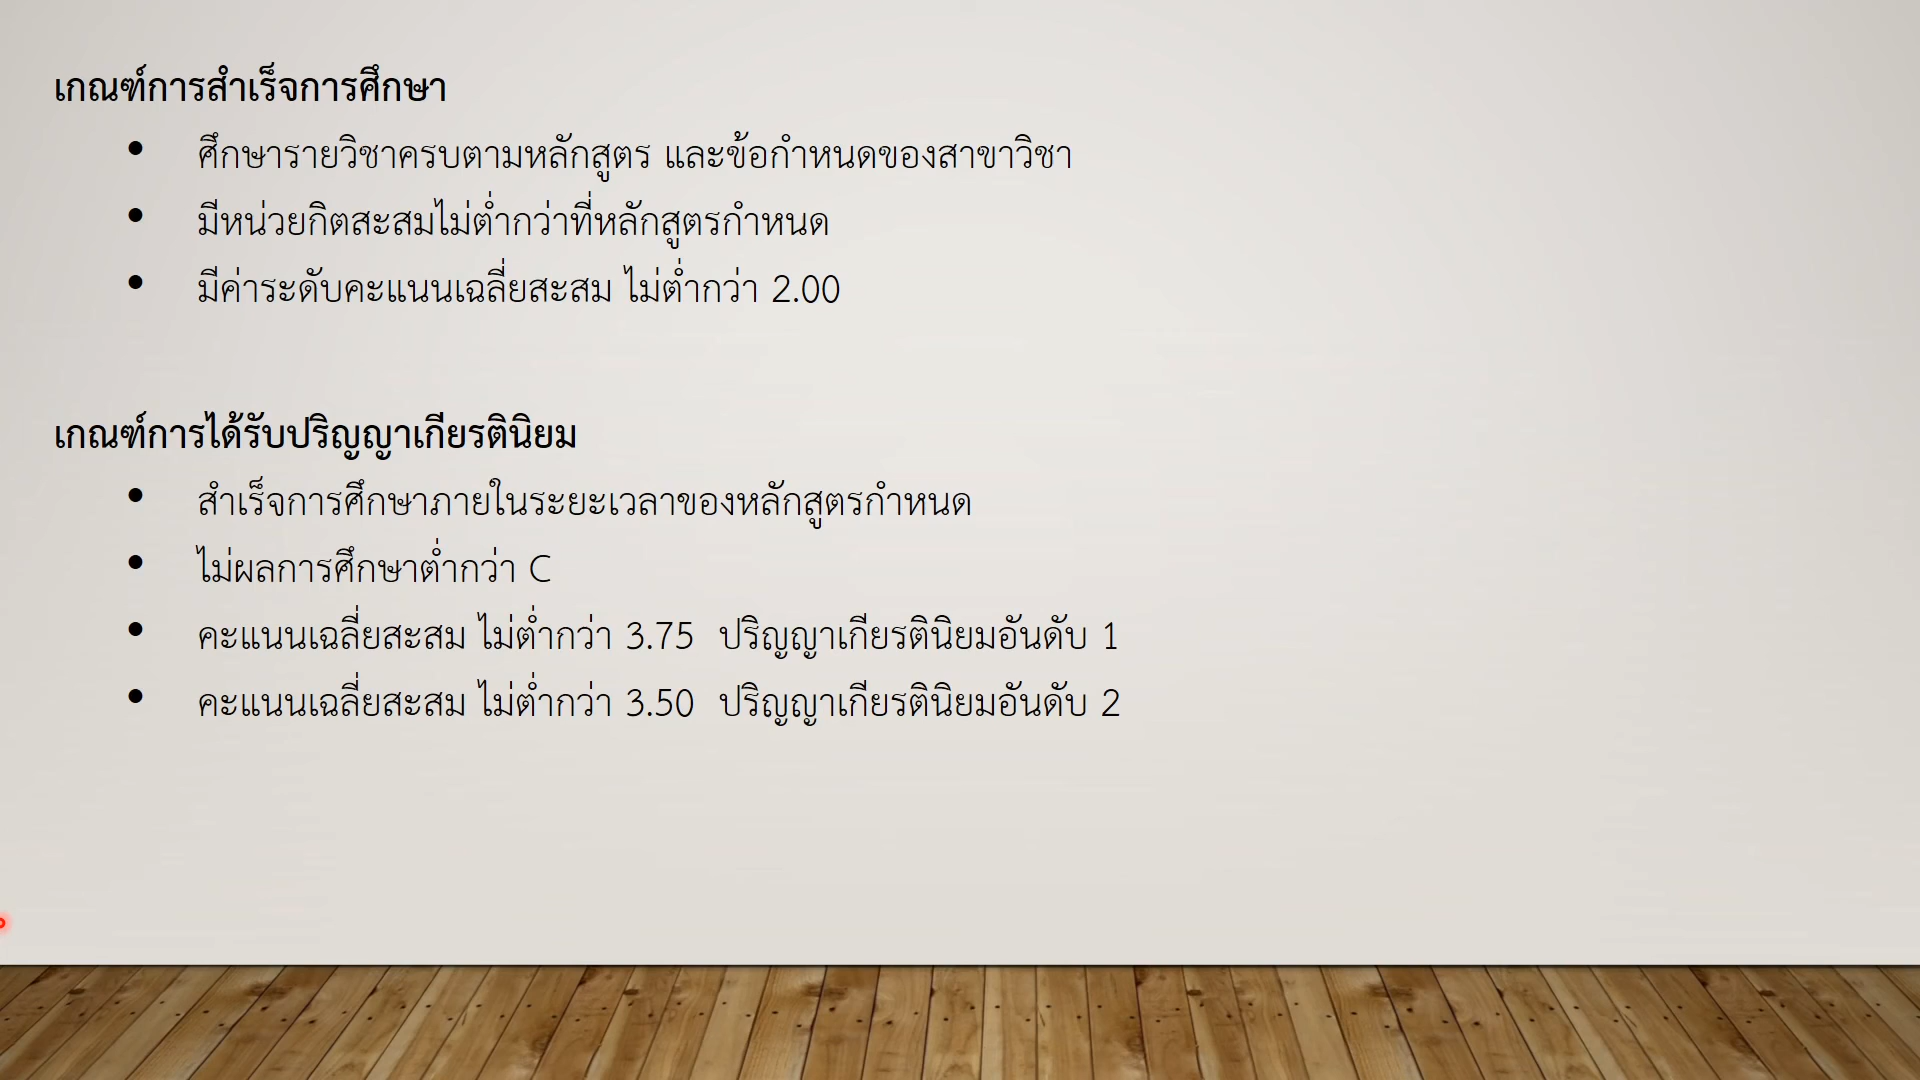 เกณฑ์การสำเร็จการศึกษา
• ศึกษารายวิชาครบตามหลักสูตร และข้อกำหนดของสาขาวิชา
• มีหน่วยกิตสะสมไม่ต่ำกว่าที่หลักสูตรกำหนด
• มีค่าระดับคะแนนเฉลี่ยสะสม ไม่ต่ำกว่า 2.00
เกณฑ์การได้รับปริญญาเกียรตินิยม
• สำเร็จการศึกษาภายในระยะเวลาของหลักสูตรกำหนด
• ไม่ผลการศึกษาต่ำกว่า C
• คะแนนเฉลี่ยสะสม ไม่ต่ำกว่า 3.75 ปริญญาเกียรตินิยมอันดับ 1
• คะแนนเฉลี่ยสะสม ไม่ต่ำกว่า 3.50 ปริญญาเกียรตินิยมอันดับ 2